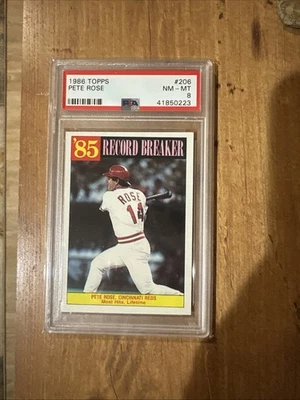 1986 TOPPS #206
PETE ROSE NM - MT
8
PSA 41850223
'85 RECORD BREAKER
ROSE
14
PETE ROSE, CINCINNATI REDS
Most Hits, Lifetime